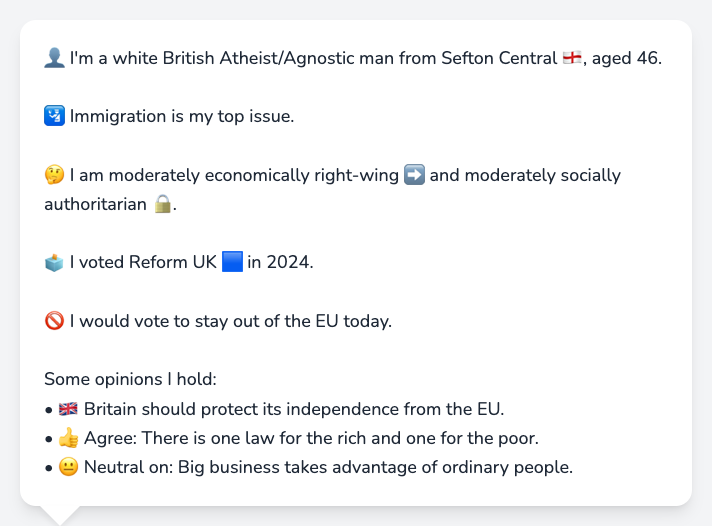 👤 I'm a white British Atheist/Agnostic man from Sefton Central 🏴󠁧󠁢󠁥󠁮󠁧󠁿, aged 46.
🛂 Immigration is my top issue.
🤔 I am moderately economically right-wing ➡️ and moderately socially
authoritarian 🔒.
🗳️ I voted Reform UK 🟦 in 2024.
🚫 I would vote to stay out of the EU today.
Some opinions I hold:
• 🇬🇧 Britain should protect its independence from the EU.
• 👍 Agree: There is one law for the rich and one for the poor.
• 😐 Neutral on: Big business takes advantage of ordinary people.